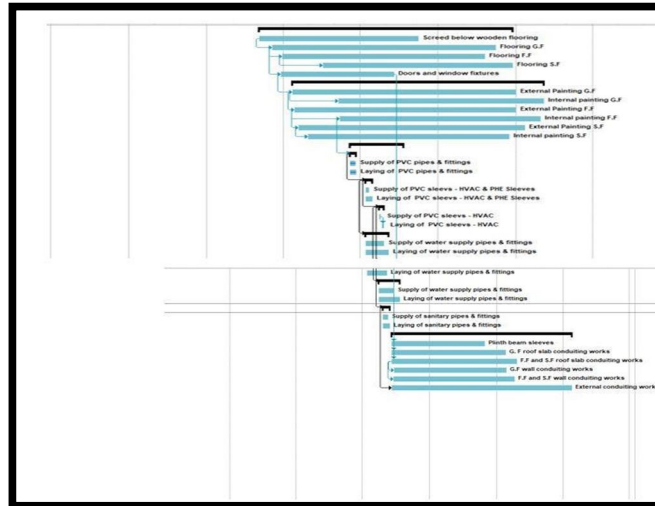 Screed below wooden flooring
Flooring G.F
Flooring F.F
Flooring S.F
Doors and window fixtures
External Painting G.F
Internal painting G.F
External Painting F.F
Internal painting F.F
External Painting S.F
Internal painting S.F
Supply of PVC pipes & fittings
Laying of PVC pipes & fittings
Supply of PVC sleevs - HVAC & PHE Sleeves
Laying of PVC sleevs - HVAC & PHE Sleeves
Supply of PVC sleevs - HVAC
Laying of PVC sleevs - HVAC
Supply of water supply pipes & fittings
Laying of water supply pipes & fittings
Laying of water supply pipes & fittings
Supply of water supply pipes & fittings
Laying of water supply pipes & fittings
Supply of sanitary pipes & fittings
Laying of sanitary pipes & fittings
Plinth beam sleeves
G. F roof slab conduiting works
F.F and S.F roof slab conduiting works
G.F wall conduiting works
F.F and S.F wall conduiting works
External conduiting work